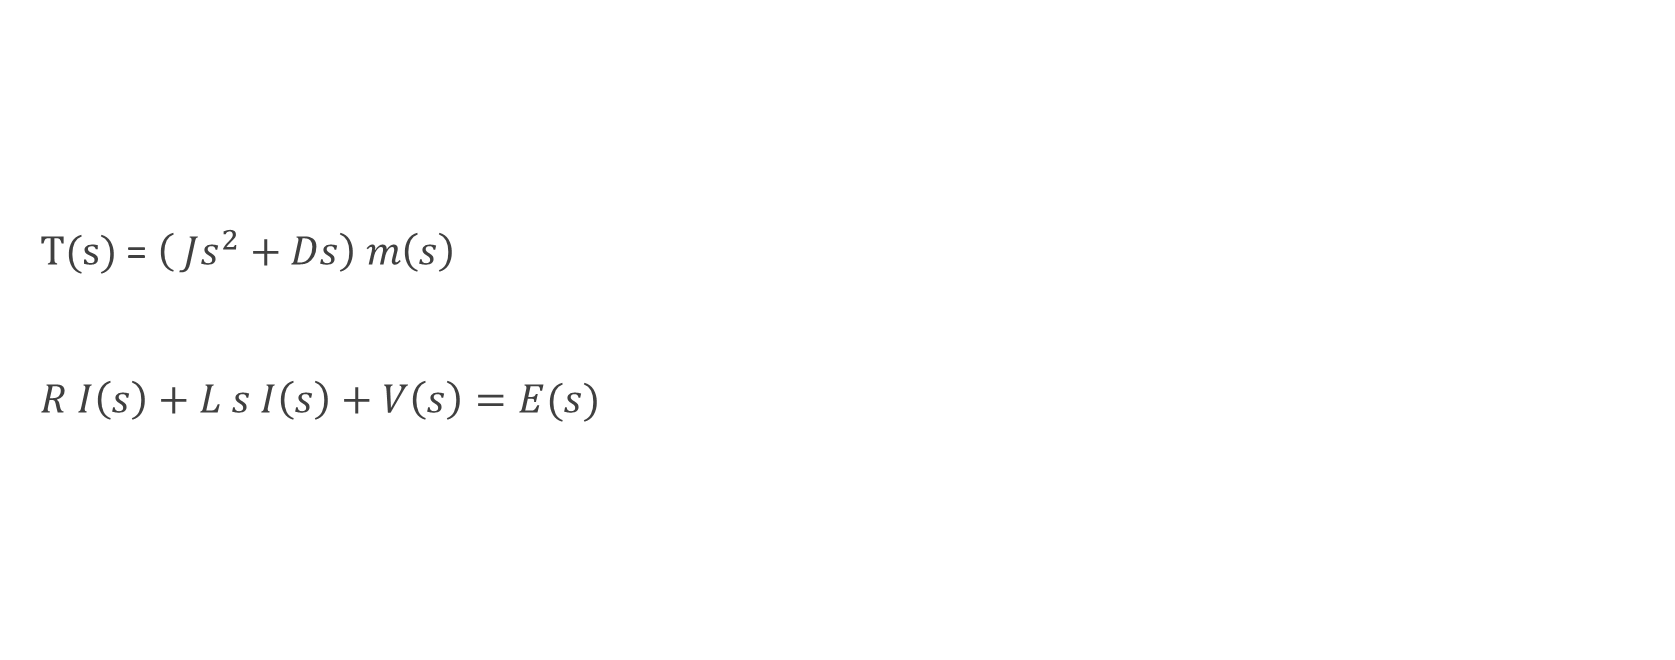 T(s) = (Js² + Ds) m(s)
R I(s) + L s I(s) + V(s) = E(s)